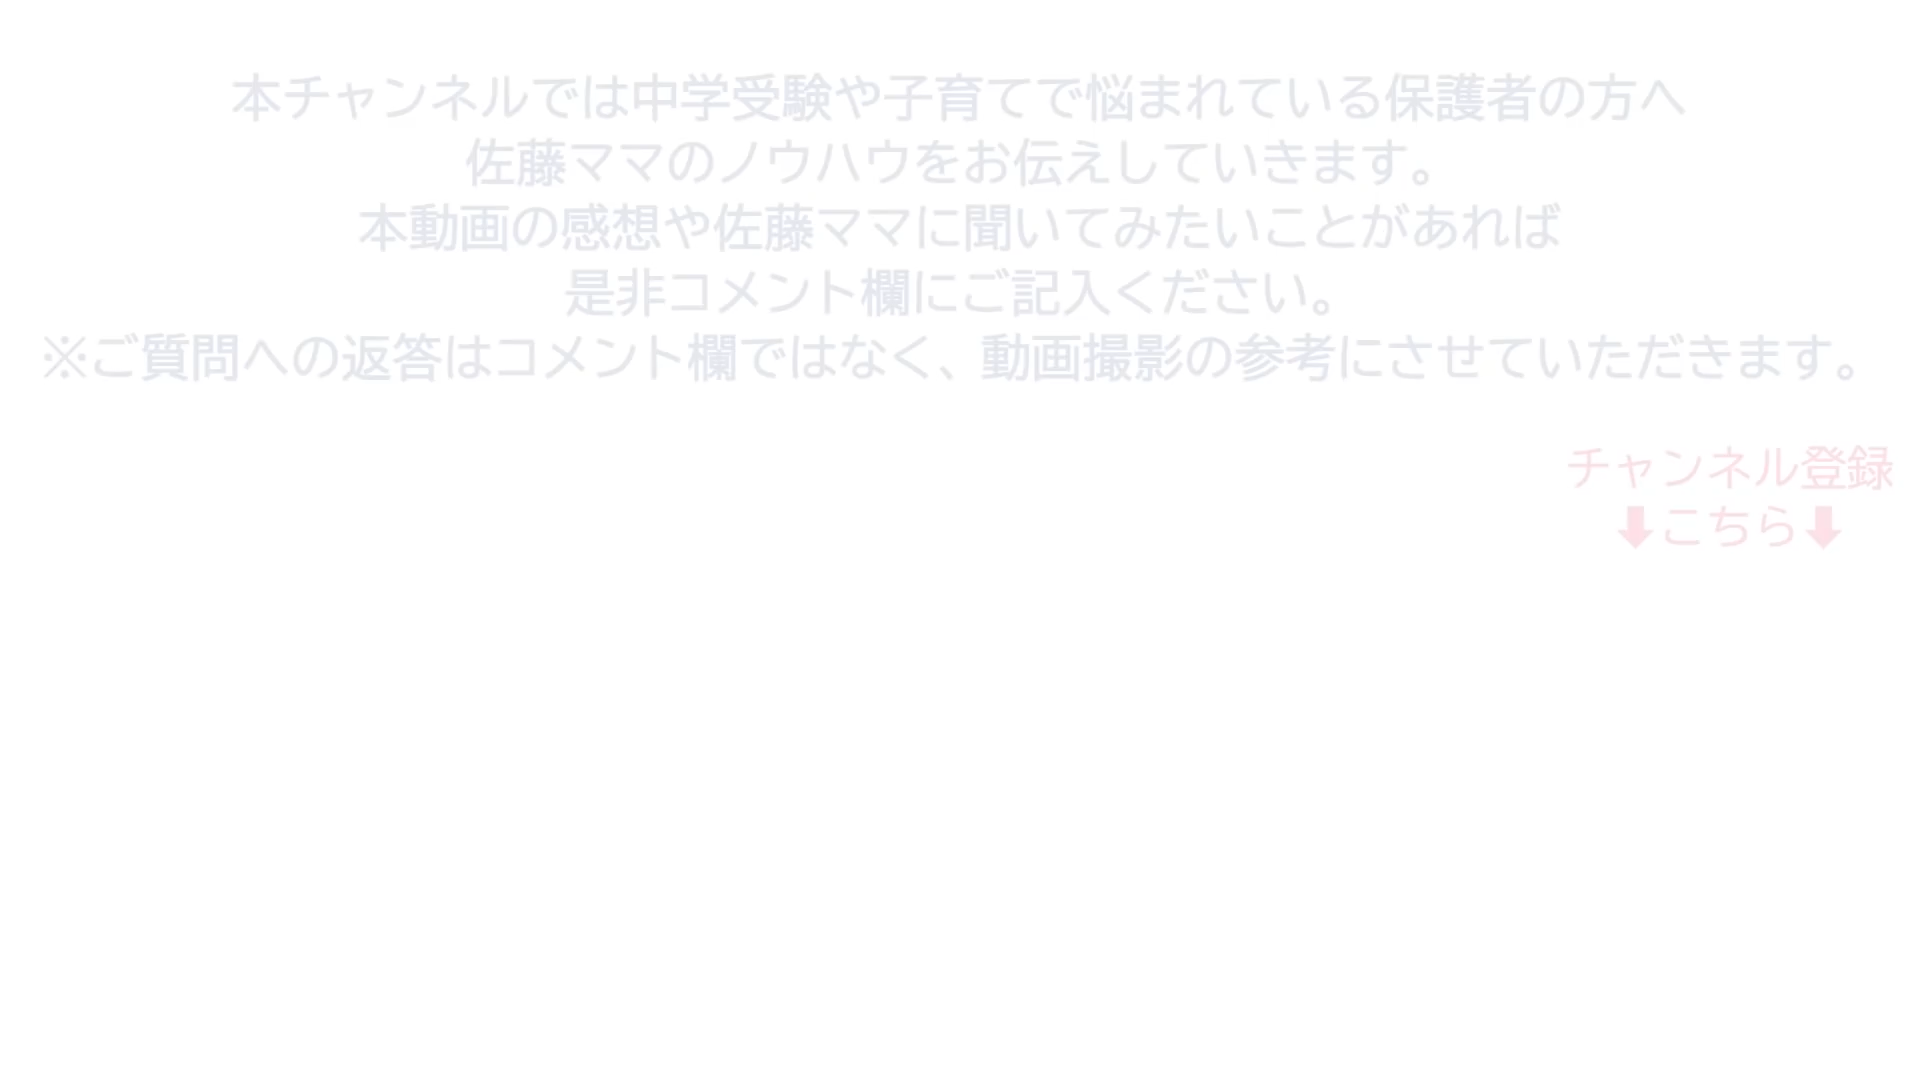 本チャンネルでは中学受験や子育てで悩まれている保護者の方へ
佐藤ママのノウハウをお伝えしていきます。
本動画の感想や佐藤ママに聞いてみたいことがあれば
是非コメント欄にご記入ください。
※ご質問への返答はコメント欄ではなく、動画撮影の参考にさせていただきます。
チャンネル登録
⬇こちら⬇